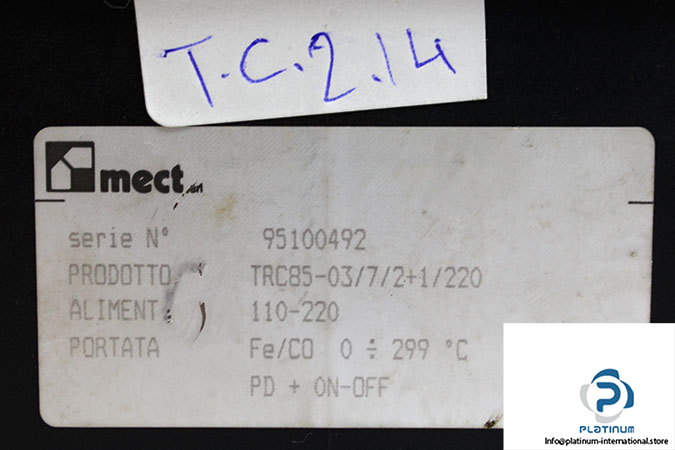 T.C.2.14
mect srl
serie N° 95100492
PRODOTTO TRC85-03/7/2+1/220
ALIMENT. 110-220
PORTATA Fe/CO 0 ÷ 299 °C
PD + ON-OFF
PLATINUM
Info@platinum-international.store